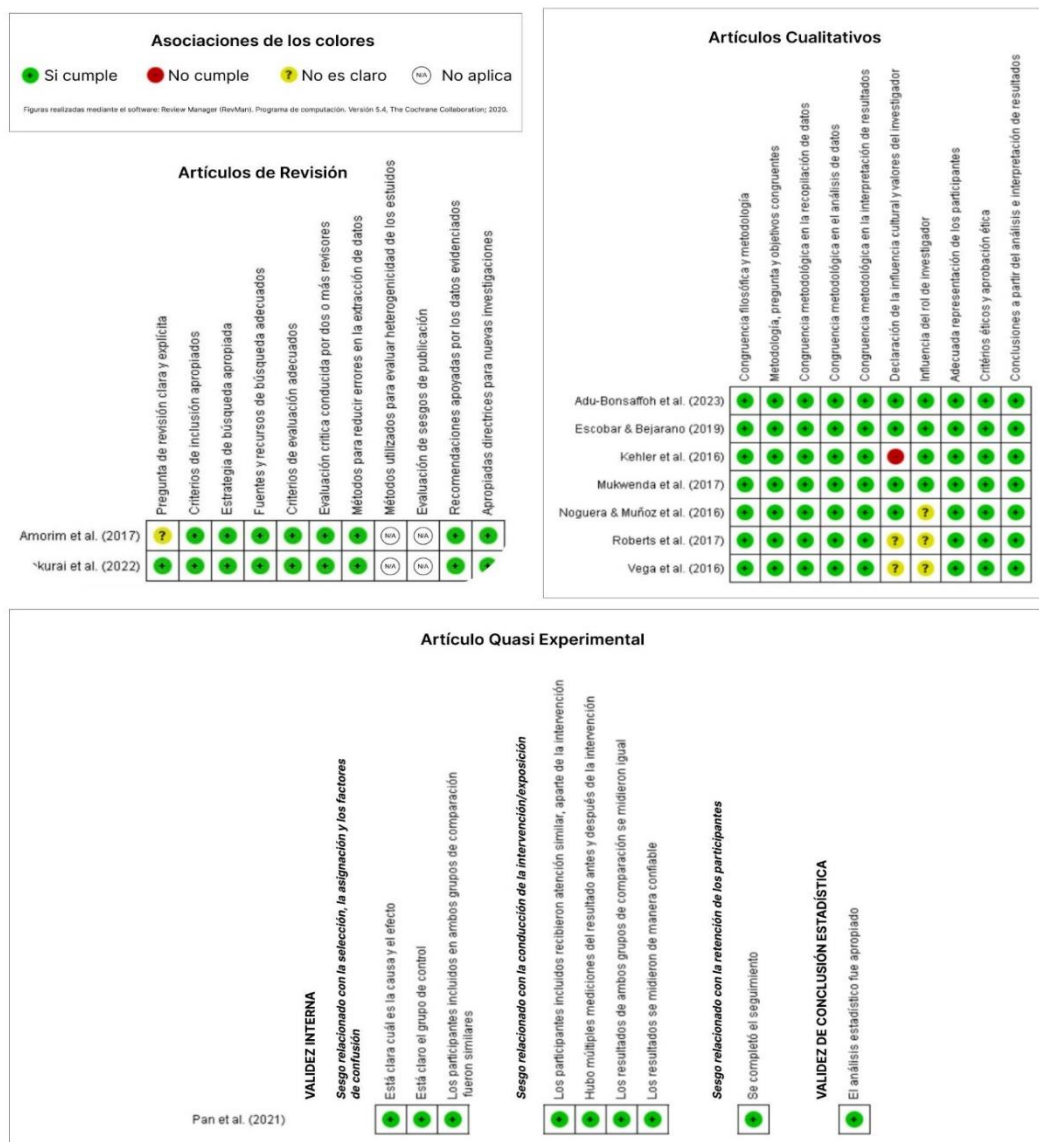 Asociaciones de los colores
+ Si cumple
No cumple
? No es claro
N/A No aplica
Figuras realizadas mediante el software: Review Manager (RevMan). Programa de computación. Versión 5.4, The Cochrane Collaboration; 2020.
Artículos de Revisión
Pregunta de revisión clara y explícita
Criterios de inclusión apropiados
Estrategia de búsqueda apropiada
Fuentes y recursos de búsqueda adecuados
Criterios de evaluación adecuados
Evaluación crítica conducida por dos o más revisores
Métodos para reducir errores en la extracción de datos
Métodos utilizados para evaluar heterogenicidad de los estuidos
Evaluación de sesgos de publicación
Recomendaciones apoyadas por los datos evidenciados
Apropiadas directrices para nuevas investigaciones
Amorim et al. (2017) ? + + + + + + N/A N/A + +
kurai et al. (2022) + + + + + + + N/A N/A + +
Artículos Cualitativos
Congruencia filosófica y metodología
Metodología, pregunta y objetivos congruentes
Congruencia metodológica en la recopilación de datos
Congruencia metodológica en el análisis de datos
Congruencia metodológica en la interpretación de resultados
Declaración de la influencia cultural y valores del investigador
Influencia del rol de investigador
Adecuada representación de los participantes
Critérios éticos y aprobación ética
Conclusiones a partir del análisis e interpretación de resultados
Adu-Bonsaffoh et al. (2023) + + + + + + + + + +
Escobar & Bejarano (2019) + + + + + + + + + +
Kehler et al. (2016) + + + + + + + + +
Mukwenda et al. (2017) + + + + + + + + + +
Noguera & Muñoz et al. (2016) + + + + + + ? + + +
Roberts et al. (2017) + + + + + ? ? + + +
Vega et al. (2016) + + + + + ? ? + + +
Artículo Quasi Experimental
VALIDEZ INTERNA
Sesgo relacionado con la selección, la asignación y los factores
de confusión
Está clara cuál es la causa y el efecto
Está claro el grupo de control
Los participantes incluidos en ambos grupos de comparación
fueron similares
Sesgo relacionado con la conducción de la intervención/exposición
Los participantes incluidos recibieron atención similar, aparte de la intervención
Hubo múltiples mediciones del resultado antes y después de la intervención
Los resultados de ambos grupos de comparación se midieron igual
Los resultados se midieron de manera confiable
Sesgo relacionado con la retención de los participantes
Se completó el seguimiento
VALIDEZ DE CONCLUSIÓN ESTADÍSTICA
El análisis estadístico fue apropiado
Pan et al. (2021) + + + + + + + + +